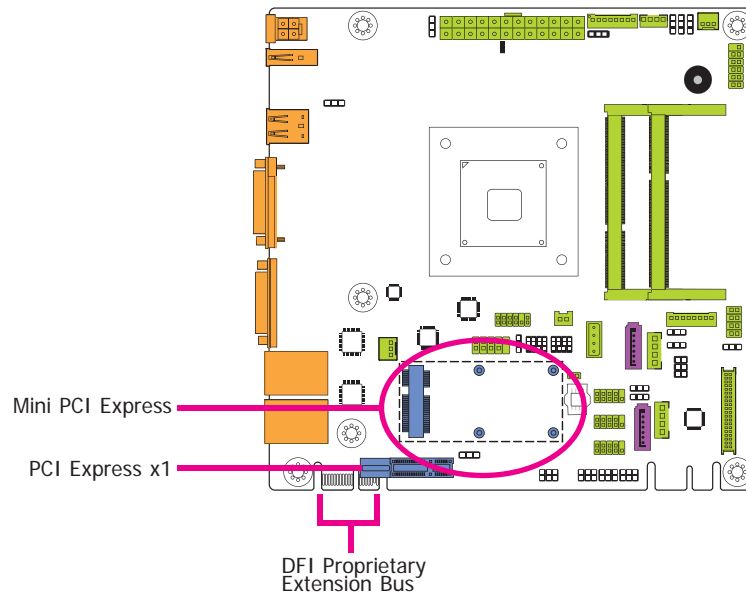 Mini PCI Express
PCI Express x1
DFI Proprietary
Extension Bus